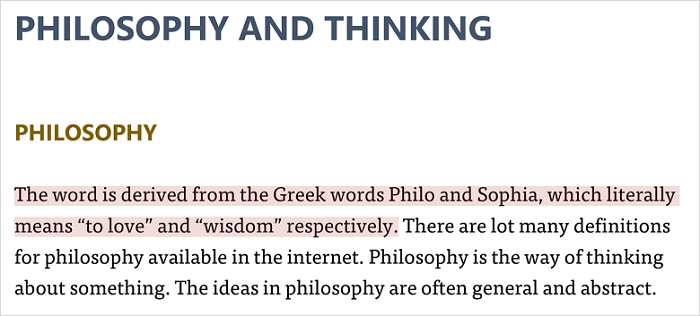 PHILOSOPHY AND THINKING
PHILOSOPHY
The word is derived from the Greek words Philo and Sophia, which literally
means “to love” and “wisdom” respectively. There are lot many definitions
for philosophy available in the internet. Philosophy is the way of thinking
about something. The ideas in philosophy are often general and abstract.